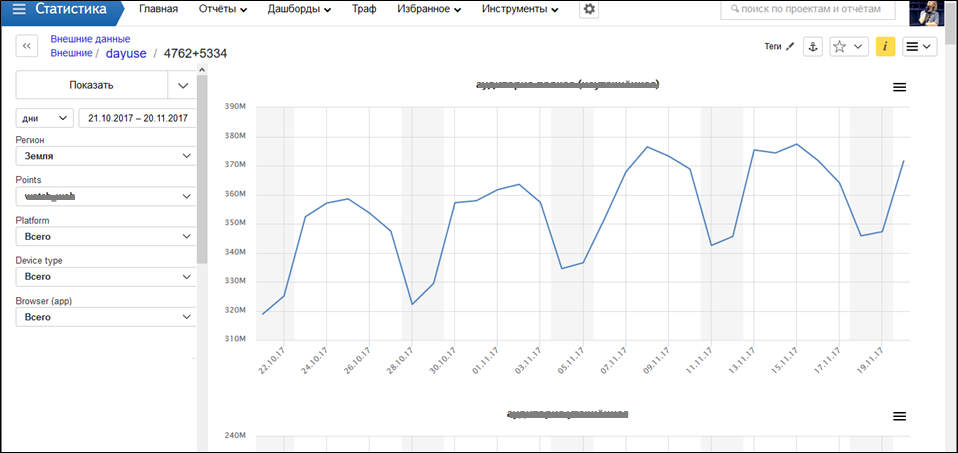 Статистика Главная Отчёты Дашборды Траф Избранное Инструменты поиск по проектам и отчётам
Внешние данные
Внешние / dayuse / 4762+5334
Теги i
Показать
дни 21.10.2017 – 20.11.2017
Регион
Земля
Points
Platform
Всего
Device type
Всего
Browser (app)
Всего
390M
380M
370M
360M
350M
340M
330M
320M
310M
22.10.17 24.10.17 26.10.17 28.10.17 30.10.17 01.11.17 03.11.17 05.11.17 07.11.17 09.11.17 11.11.17 13.11.17 15.11.17 17.11.17 19.11.17
240M